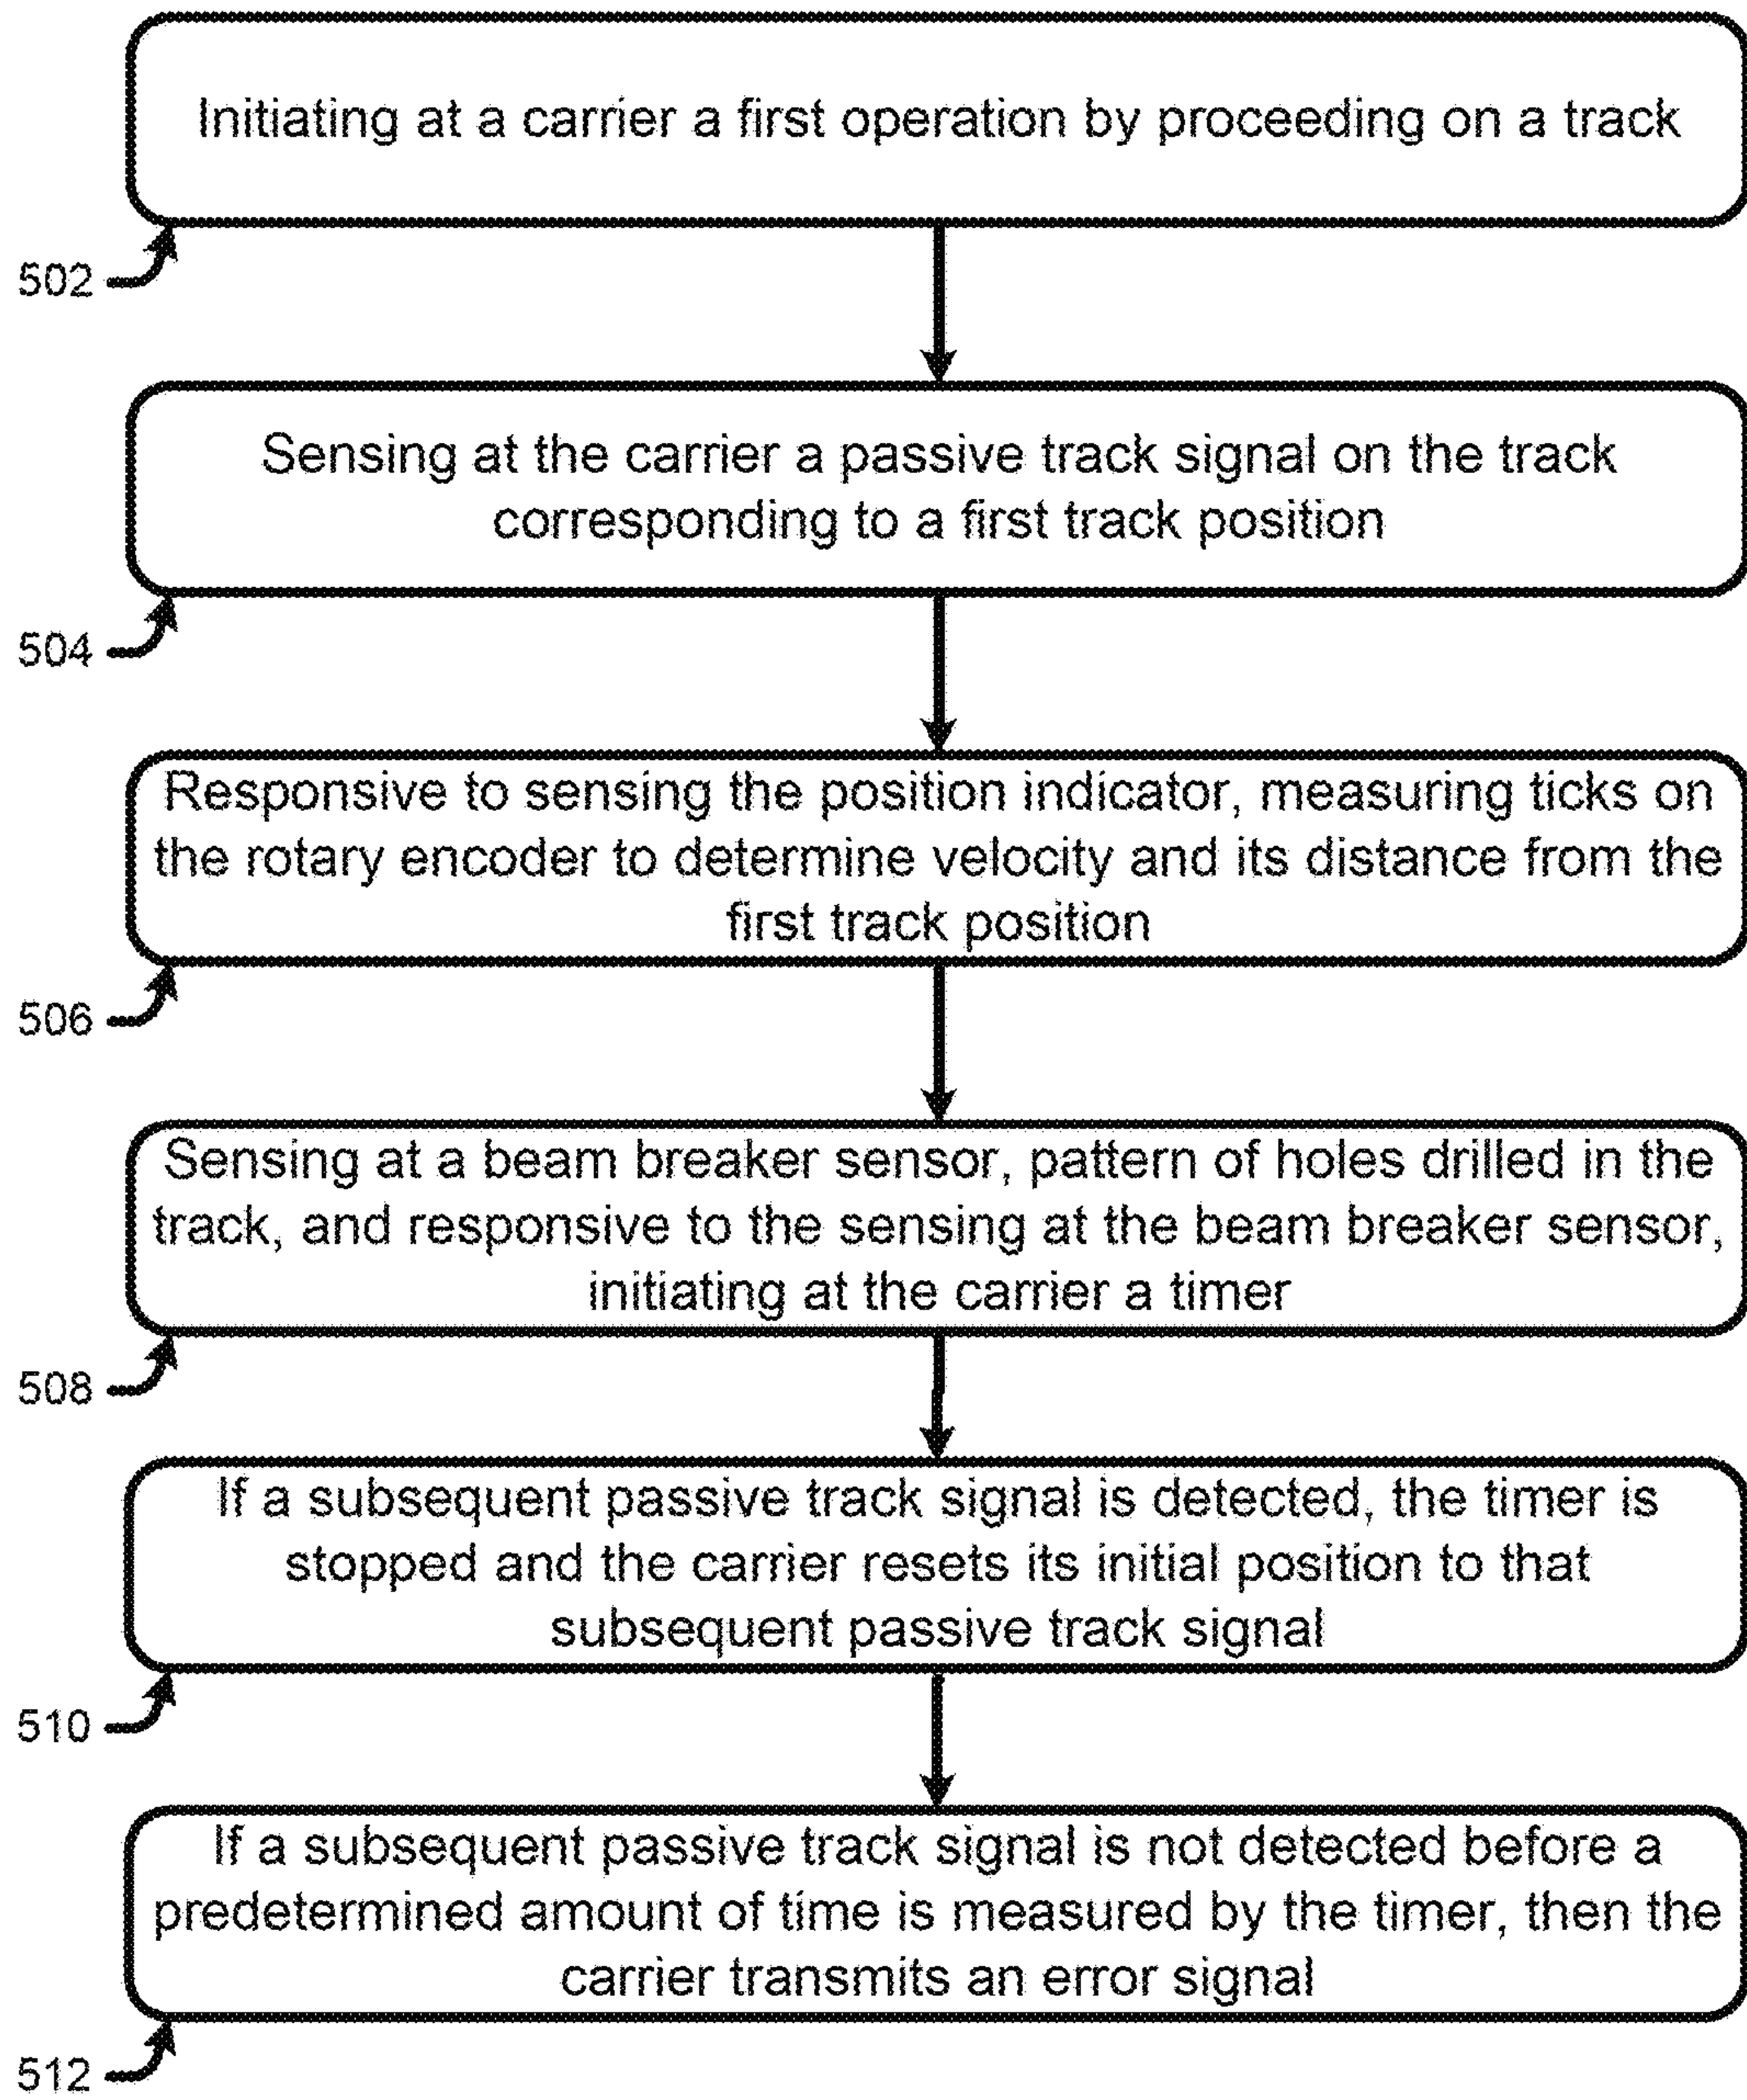 Initiating at a carrier a first operation by proceeding on a track
502
Sensing at the carrier a passive track signal on the track
corresponding to a first track position
504
Responsive to sensing the position indicator, measuring ticks on
the rotary encoder to determine velocity and its distance from the
first track position
506
Sensing at a beam breaker sensor, pattern of holes drilled in the
track, and responsive to the sensing at the beam breaker sensor,
initiating at the carrier a timer
508
If a subsequent passive track signal is detected, the timer is
stopped and the carrier resets its initial position to that
subsequent passive track signal
510
If a subsequent passive track signal is not detected before a
predetermined amount of time is measured by the timer, then the
carrier transmits an error signal
512